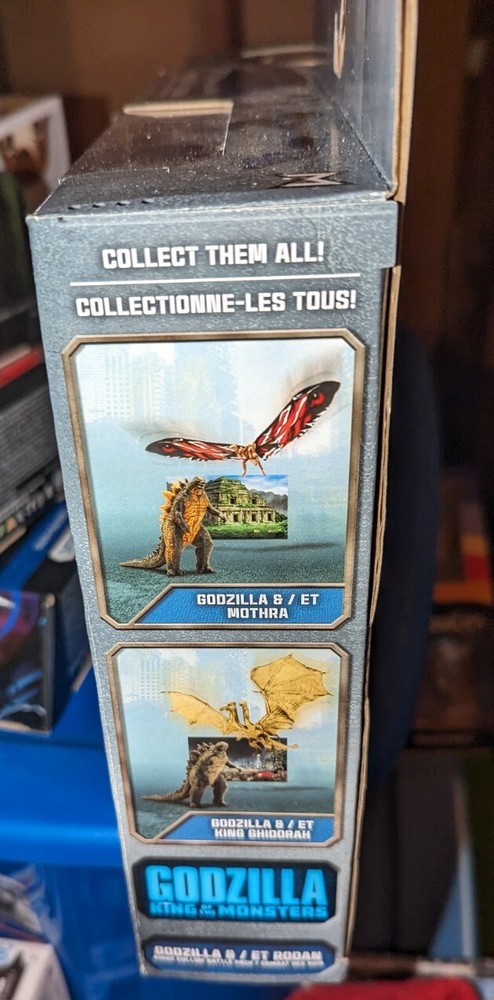 COLLECT THEM ALL!
COLLECTIONNE-LES TOUS!
GODZILLA & / ET
MOTHRA
GODZILLA & / ET
KING GHIDORAH
GODZILLA
KING OF THE MONSTERS
GODZILLA & / ET RODAN